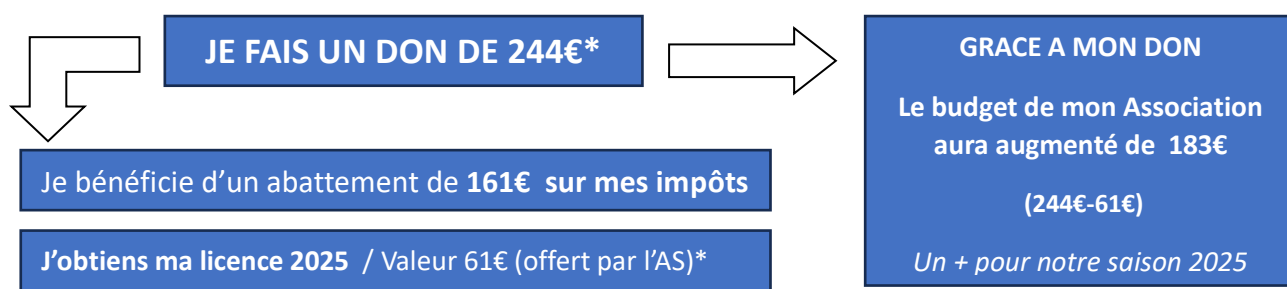 JE FAIS UN DON DE 244€*
Je bénéficie d’un abattement de 161€ sur mes impôts
J’obtiens ma licence 2025 / Valeur 61€ (offert par l’AS)*
GRACE A MON DON
Le budget de mon Association
aura augmenté de 183€
(244€-61€)
Un + pour notre saison 2025